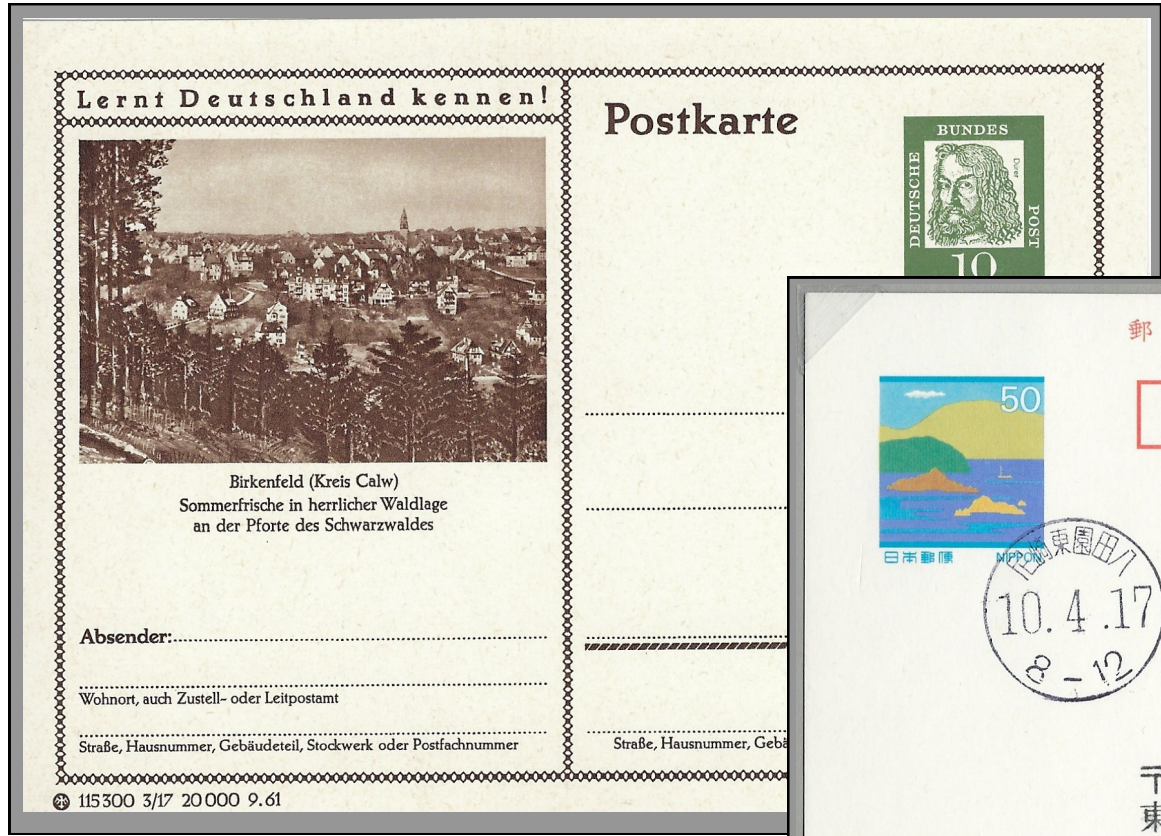 Lernt Deutschland kennen!
Postkarte
DEUTSCHE
BUNDES
POST
Dürer
10
Birkenfeld (Kreis Calw)
Sommerfrische in herrlicher Waldlage
an der Pforte des Schwarzwaldes
Absender:
Wohnort, auch Zustell- oder Leitpostamt
Straße, Hausnummer, Gebäudeteil, Stockwerk oder Postfachnummer
115300 3/17 20000 9.61
Straße, Hausnummer, Gebä
郵
50
日本郵便 NIPPON
尼崎東園田八
10.4.17
8-12
〒
東